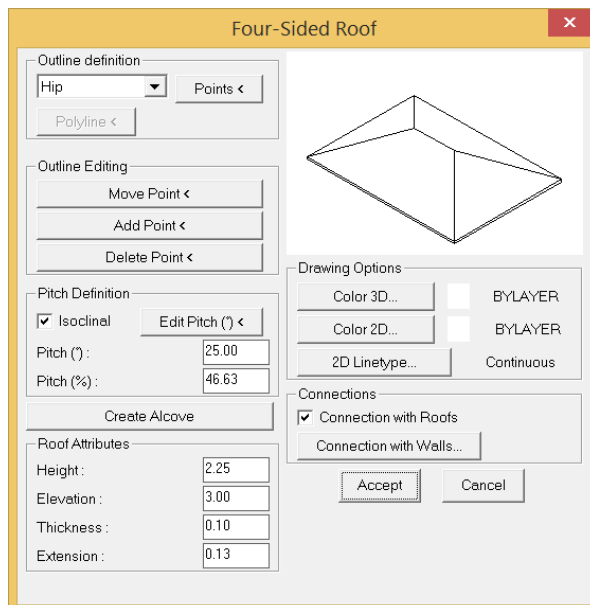 Four-Sided Roof
Outline definition
Hip
Points <
Polyline <
Outline Editing
Move Point <
Add Point <
Delete Point <
Pitch Definition
Isoclinal
Edit Pitch (°) <
Pitch (°) :
25.00
Pitch (%) :
46.63
Create Alcove
Roof Attributes
Height :
2.25
Elevation :
3.00
Thickness :
0.10
Extension :
0.13
Drawing Options
Color 3D...
BYLAYER
Color 2D...
BYLAYER
2D Linetype...
Continuous
Connections
Connection with Roofs
Connection with Walls...
Accept
Cancel